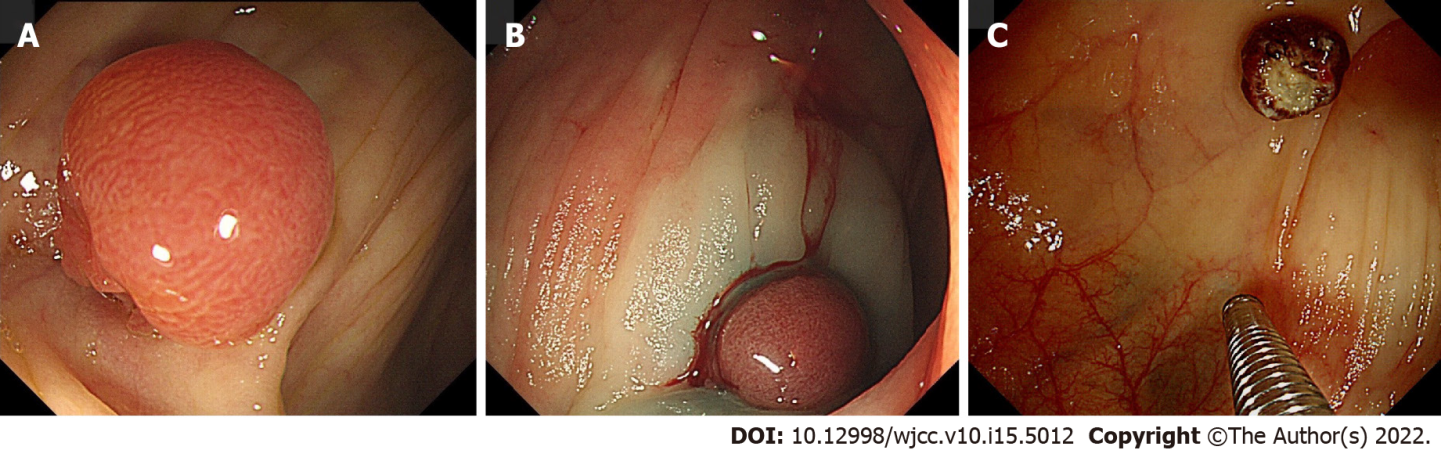 A
B
C
DOI: 10.12998/wjcc.v10.i15.5012 Copyright ©The Author(s) 2022.